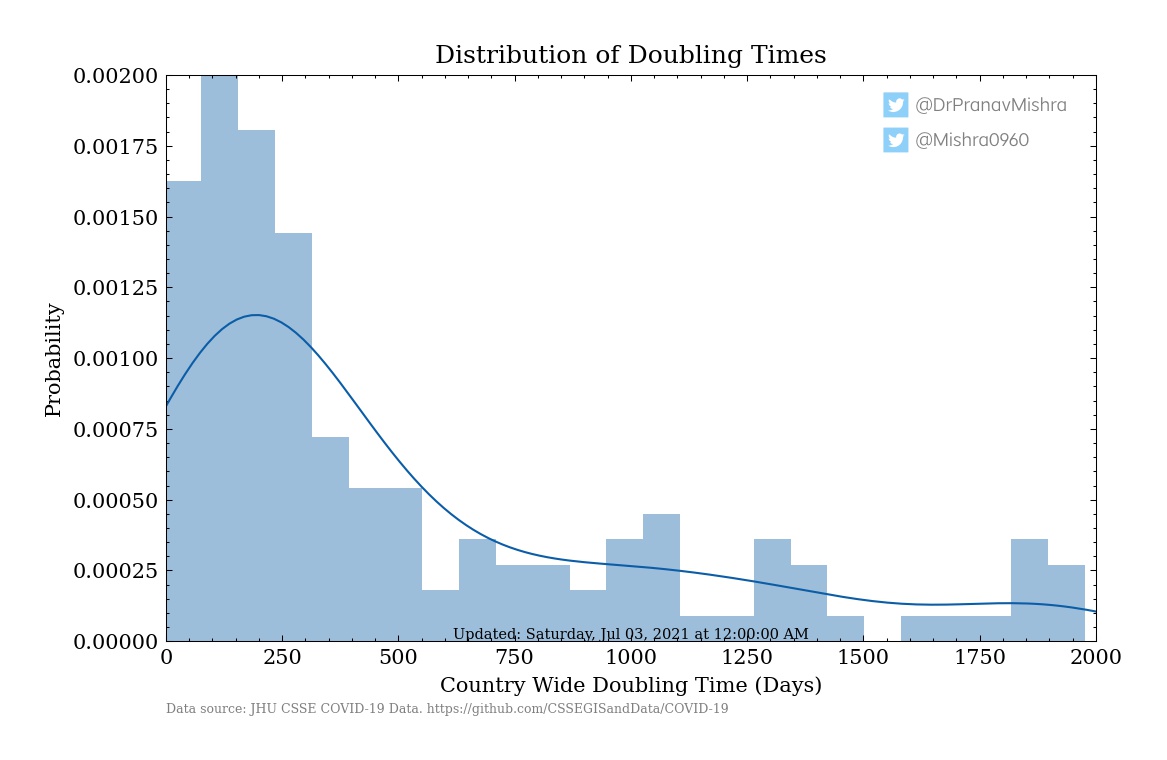 Distribution of Doubling Times
0.00200
0.00175
0.00150
0.00125
0.00100
0.00075
0.00050
0.00025
0.00000
Probability
@DrPranavMishra
@Mishra0960
Updated: Saturday, Jul 03, 2021 at 12:00:00 AM
0 250 500 750 1000 1250 1500 1750 2000
Country Wide Doubling Time (Days)
Data source: JHU CSSE COVID-19 Data. https://github.com/CSSEGISandData/COVID-19